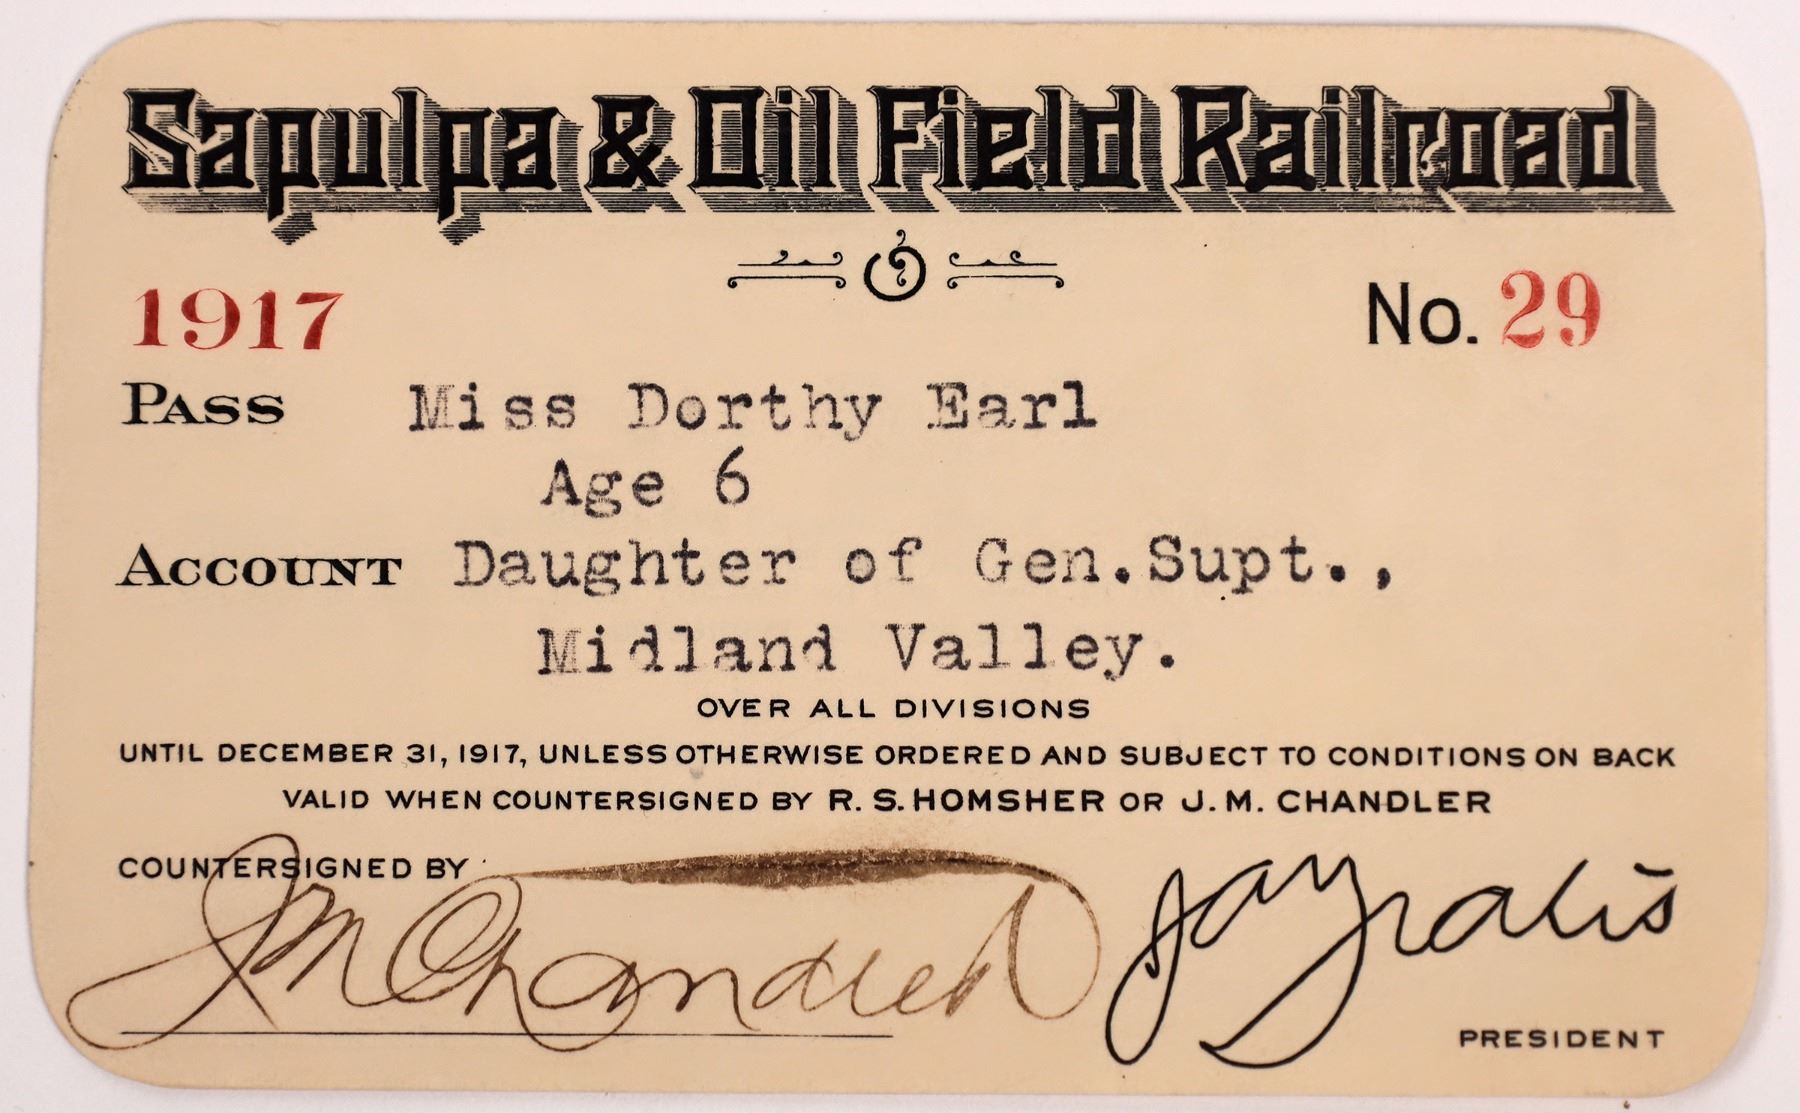 Sapulpa & Oil Field Railroad
1917 No. 29
PASS Miss Dorthy Earl
Age 6
ACCOUNT Daughter of Gen.Supt.,
Midland Valley.
OVER ALL DIVISIONS
UNTIL DECEMBER 31, 1917, UNLESS OTHERWISE ORDERED AND SUBJECT TO CONDITIONS ON BACK
VALID WHEN COUNTERSIGNED BY R. S. HOMSHER OR J. M. CHANDLER
COUNTERSIGNED BY
J M Chandler
PRESIDENT